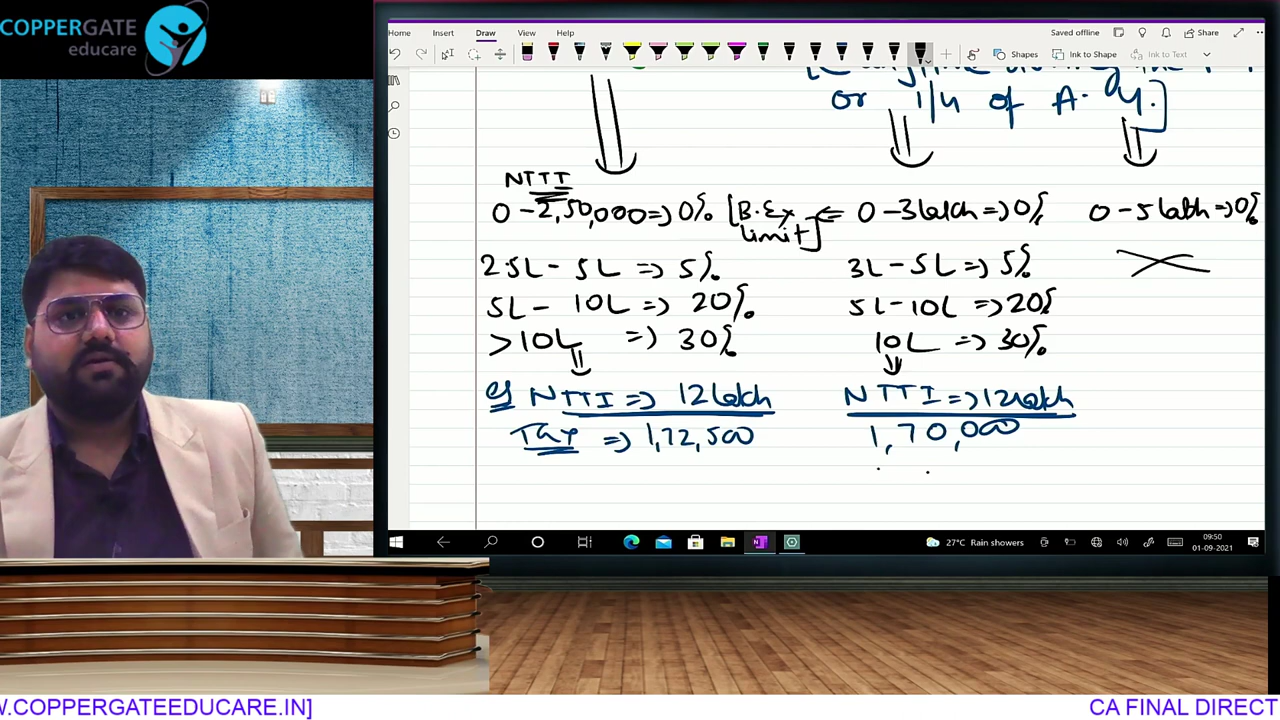 COPPERGATE
educare
Home Insert Draw View Help
Saved offline
Share
Shapes
Ink to Shape
Ink to Text
or 1/4 of A.Y.]
NTTI
0 - 2,50,000 => 0% [B.Ex. limit]
2.5L - 5L => 5%
5L - 10L => 20%
>10L => 30%
eg NTTI => 12 lakh
Tax => 1,72,500
<= 0 - 3 lakh => 0%
3L - 5L => 5%
5L - 10L => 20%
10L => 30%
NTTI => 12 lakh
1,70,000
0 - 5 lakh => 0%
27°C Rain showers
09:50
01-09-2021
W.COPPERGATEEDUCARE.IN]
CA FINAL DIRECT